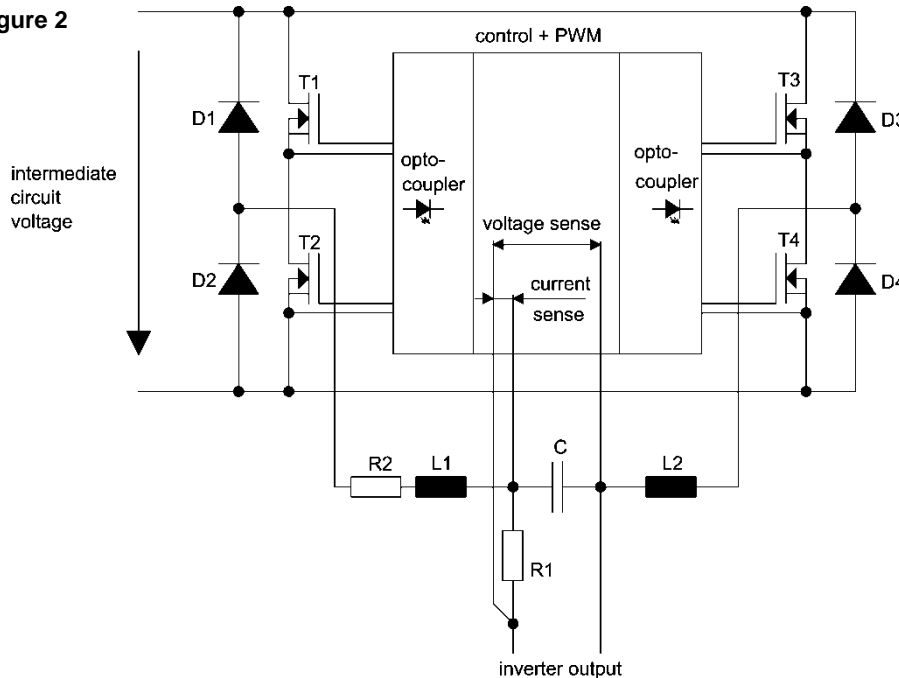 gure 2
control + PWM
T1
T3
D1
D3
opto-
coupler
opto-
coupler
intermediate
circuit
voltage
voltage sense
T2
T4
D2
D4
current
sense
C
R2
L1
L2
R1
inverter output